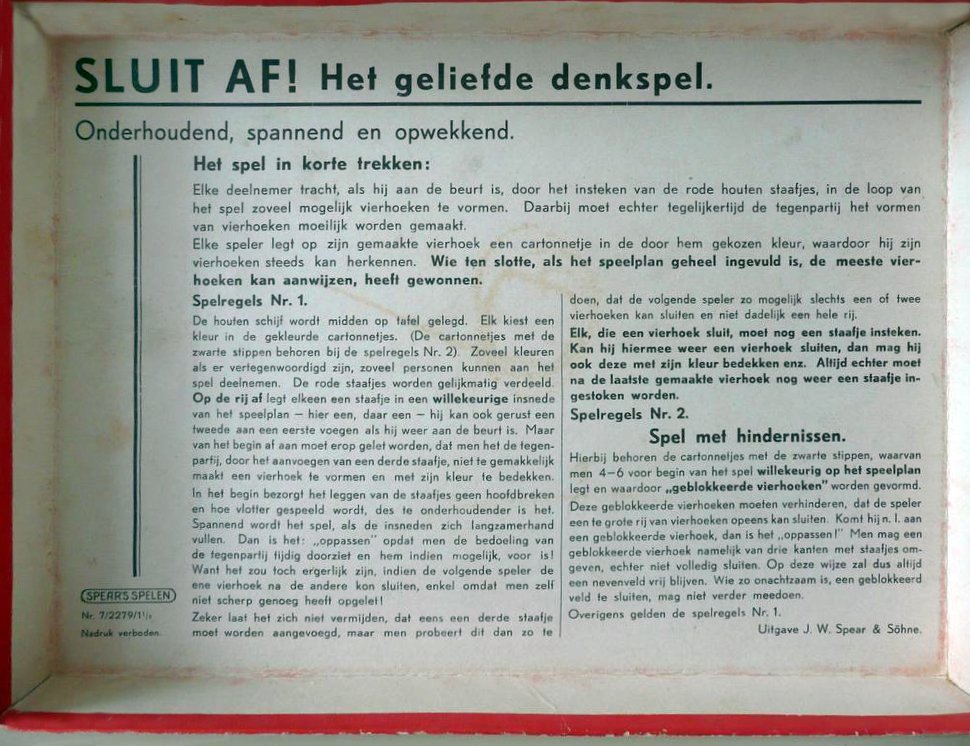 SLUIT AF! Het geliefde denkspel.
Onderhoudend, spannend en opwekkend.
Het spel in korte trekken:
Elke deelnemer tracht, als hij aan de beurt is, door het insteken van de rode houten staafjes, in de loop van
het spel zoveel mogelijk vierhoeken te vormen. Daarbij moet echter tegelijkertijd de tegenpartij het vormen
van vierhoeken moeilijk worden gemaakt.
Elke speler legt op zijn gemaakte vierhoek een cartonnetje in de door hem gekozen kleur, waardoor hij zijn
vierhoeken steeds kan herkennen. Wie ten slotte, als het speelplan geheel ingevuld is, de meeste vier-
hoeken kan aanwijzen, heeft gewonnen.
Spelregels Nr. 1.
De houten schijf wordt midden op tafel gelegd. Elk kiest een
kleur in de gekleurde cartonnetjes. (De cartonnetjes met de
zwarte stippen behoren bij de spelregels Nr. 2). Zoveel kleuren
als er vertegenwoordigd zijn, zoveel personen kunnen aan het
spel deelnemen. De rode staafjes worden gelijkmatig verdeeld.
Op de rij af legt elkeen een staafje in een willekeurige insnede
van het speelplan — hier een, daar een — hij kan ook gerust een
tweede aan een eerste voegen als hij weer aan de beurt is. Maar
van het begin af aan moet erop gelet worden, dat men het de tegen-
partij, door het aanvoegen van een derde staafje, niet te gemakkelijk
maakt een vierhoek te vormen en met zijn kleur te bedekken.
In het begin bezorgt het leggen van de staafjes geen hoofdbreken
en hoe vlotter gespeeld wordt, des te onderhoudender is het.
Spannend wordt het spel, als de insneden zich langzamerhand
vullen. Dan is het: „oppassen" opdat men de bedoeling van
de tegenpartij tijdig doorziet en hem indien mogelijk, voor is!
Want het zou toch ergerlijk zijn, indien de volgende speler de
ene vierhoek na de andere kon sluiten, enkel omdat men zelf
niet scherp genoeg heeft opgelet!
Zeker laat het zich niet vermijden, dat eens een derde staafje
moet worden aangevoegd, maar men probeert dit dan zo te
doen, dat de volgende speler zo mogelijk slechts een of twee
vierhoeken kan sluiten en niet dadelijk een hele rij.
Elk, die een vierhoek sluit, moet nog een staafje insteken.
Kan hij hiermee weer een vierhoek sluiten, dan mag hij
ook deze met zijn kleur bedekken enz. Altijd echter moet
na de laatste gemaakte vierhoek nog weer een staafje in-
gestoken worden.
Spelregels Nr. 2.
Spel met hindernissen.
Hierbij behoren de cartonnetjes met de zwarte stippen, waarvan
men 4–6 voor begin van het spel willekeurig op het speelplan
legt en waardoor „geblokkeerde vierhoeken" worden gevormd.
Deze geblokkeerde vierhoeken moeten verhinderen, dat de speler
een te grote rij van vierhoeken opeens kan sluiten. Komt hij n. l. aan
een geblokkeerde vierhoek, dan is het „oppassen!" Men mag een
geblokkeerde vierhoek namelijk van drie kanten met staafjes om-
geven, echter niet volledig sluiten. Op deze wijze zal dus altijd
een nevenveld vrij blijven. Wie zo onachtzaam is, een geblokkeerd
veld te sluiten, mag niet verder meedoen.
Overigens gelden de spelregels Nr. 1.
Uitgave J. W. Spear & Söhne.
SPEAR'S SPELEN
Nr. 7/2279/1½
Nadruk verboden.